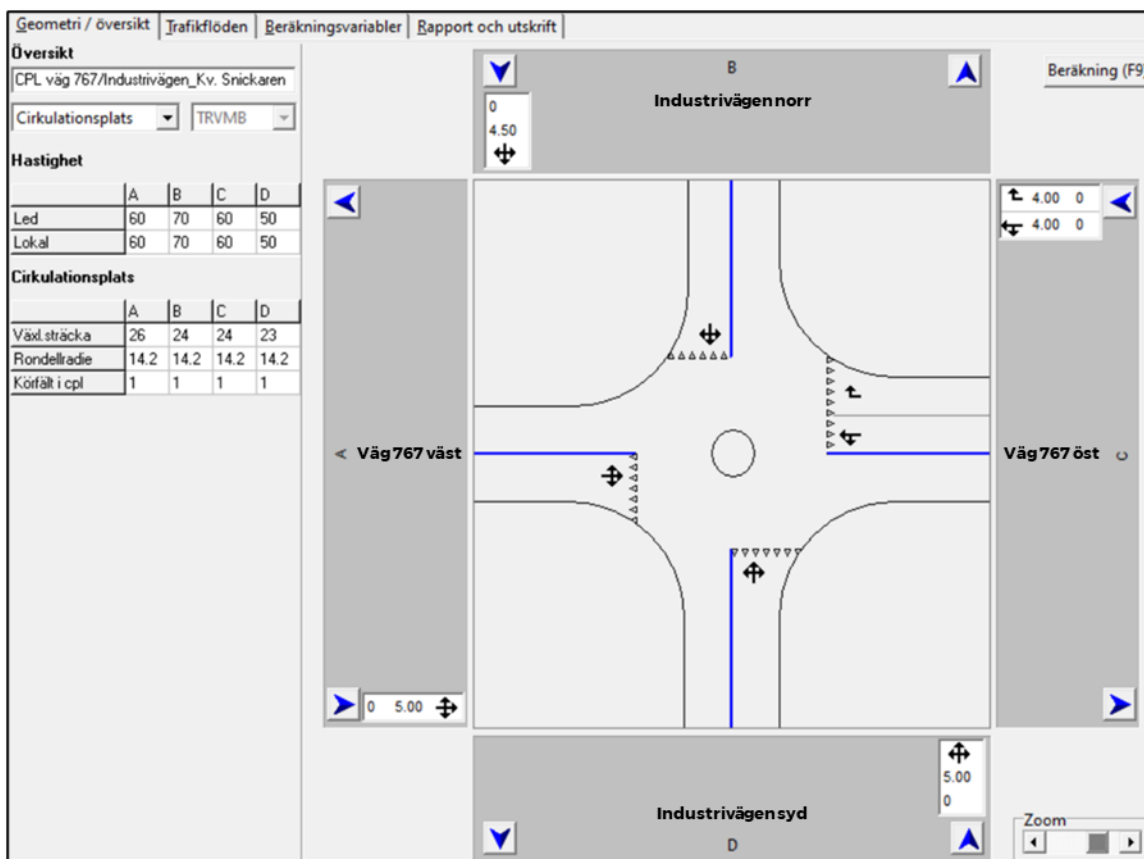 Geometri / översikt Trafikflöden Beräkningsvariabler Rapport och utskrift
Översikt
CPL väg 767/Industrivägen_Kv. Snickaren
Cirkulationsplats TRVMB
Hastighet
A B C D
Led 60 70 60 50
Lokal 60 70 60 50
Cirkulationsplats
A B C D
Växl.sträcka 26 24 24 23
Rondellradie 14.2 14.2 14.2 14.2
Körfält i cpl 1 1 1 1
B
Industrivägen norr
0
4.50
Beräkning (F9)
4.00 0
4.00 0
A
Väg 767 väst
Väg 767 öst
C
0 5.00
5.00
0
Industrivägen syd
D
Zoom